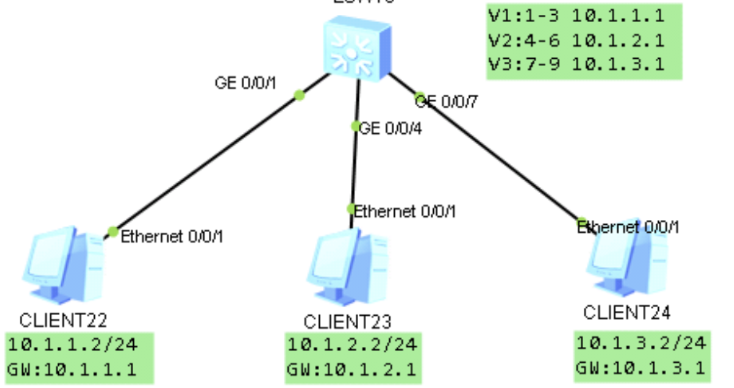 V1:1-3 10.1.1.1
V2:4-6 10.1.2.1
V3:7-9 10.1.3.1
GE 0/0/1
GE 0/0/7
GE 0/0/4
Ethernet 0/0/1
Ethernet 0/0/1
Ethernet 0/0/1
CLIENT22
CLIENT23
CLIENT24
10.1.1.2/24
GW:10.1.1.1
10.1.2.2/24
GW:10.1.2.1
10.1.3.2/24
GW:10.1.3.1